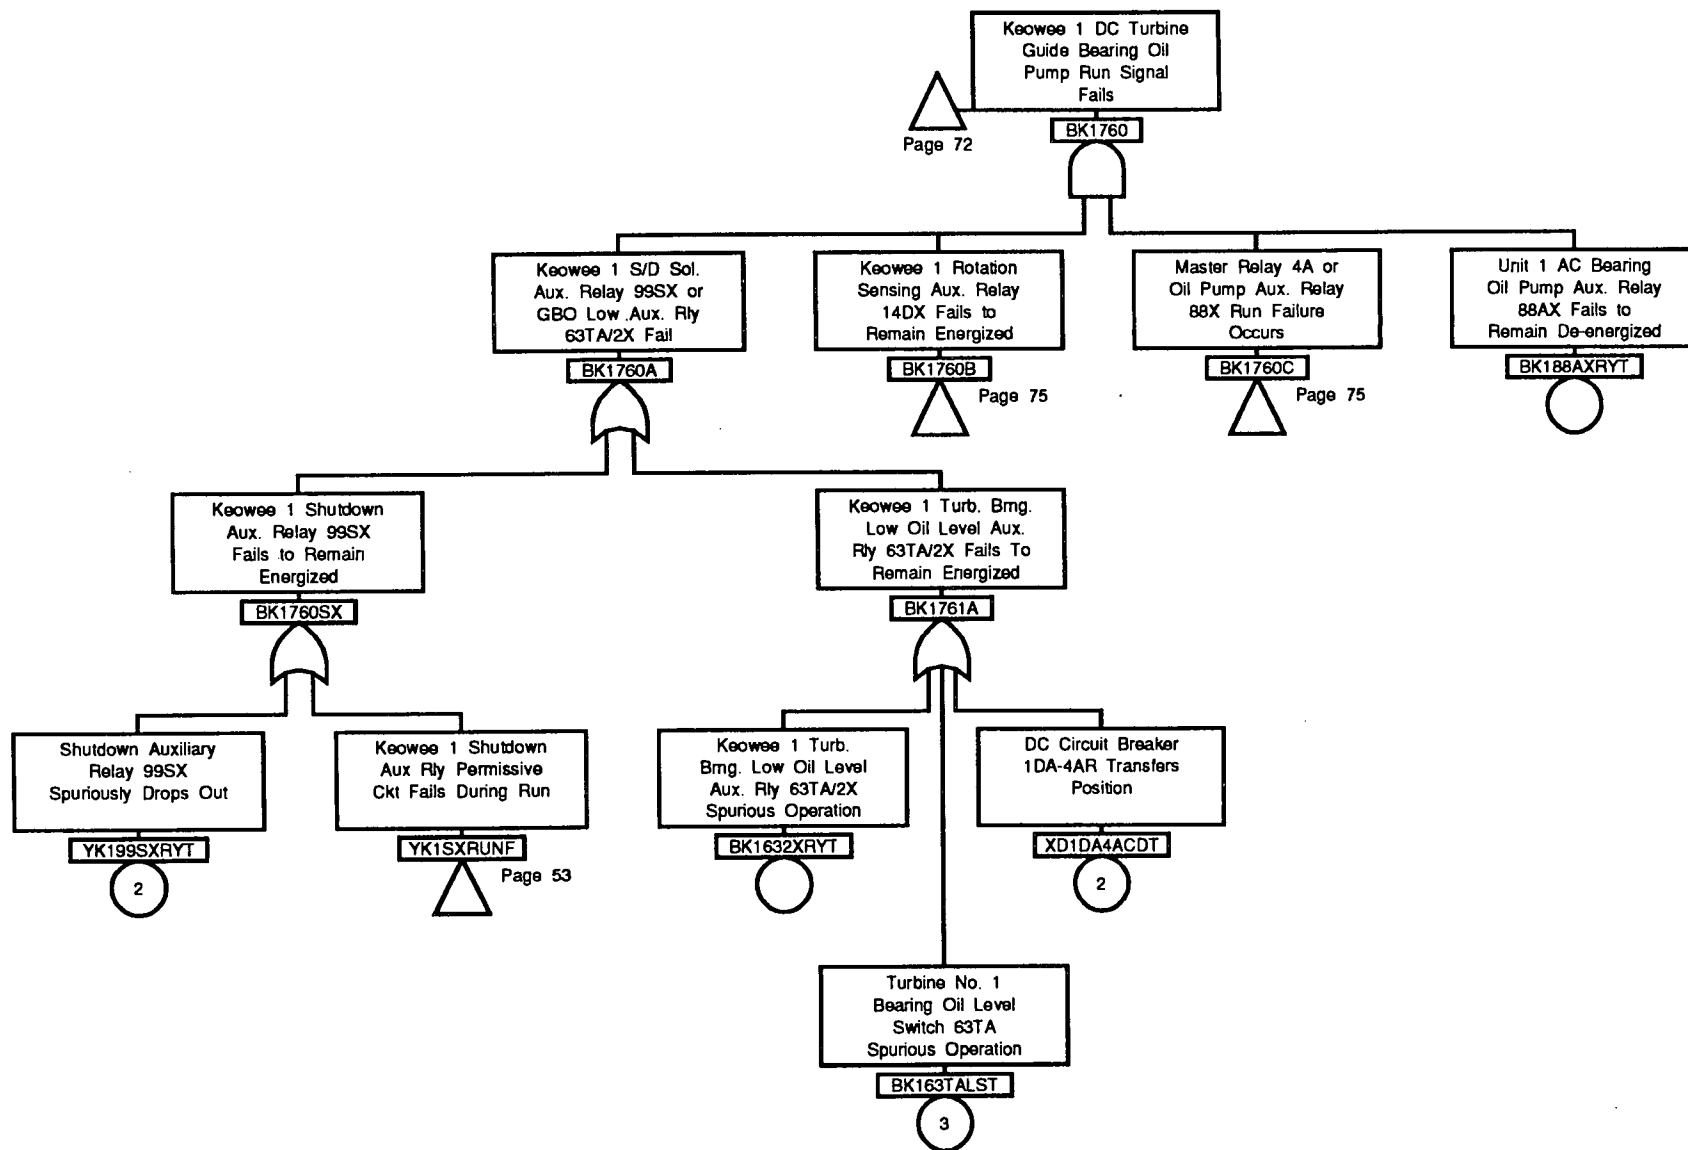 Keowee 1 DC Turbine
Guide Bearing Oil
Pump Run Signal
Fails
BK1760
Page 72
Keowee 1 S/D Sol.
Aux. Relay 99SX or
GBO Low Aux. Rly
63TA/2X Fail
BK1760A
Keowee 1 Rotation
Sensing Aux. Relay
14DX Fails to
Remain Energized
BK1760B
Page 75
Master Relay 4A or
Oil Pump Aux. Relay
88X Run Failure
Occurs
BK1760C
Page 75
Unit 1 AC Bearing
Oil Pump Aux. Relay
88AX Fails to
Remain De-energized
BK188AXRYT
Keowee 1 Shutdown
Aux. Relay 99SX
Fails to Remain
Energized
BK1760SX
Keowee 1 Turb. Brng.
Low Oil Level Aux.
Rly 63TA/2X Fails To
Remain Energized
BK1761A
Shutdown Auxiliary
Relay 99SX
Spuriously Drops Out
YK199SXRYT
2
Keowee 1 Shutdown
Aux Rly Permissive
Ckt Fails During Run
YK1SXRUNF
Page 53
Keowee 1 Turb.
Brng. Low Oil Level
Aux. Rly 63TA/2X
Spurious Operation
BK1632XRYT
DC Circuit Breaker
1DA-4AR Transfers
Position
XD1DA4ACDT
2
Turbine No. 1
Bearing Oil Level
Switch 63TA
Spurious Operation
BK163TALST
3